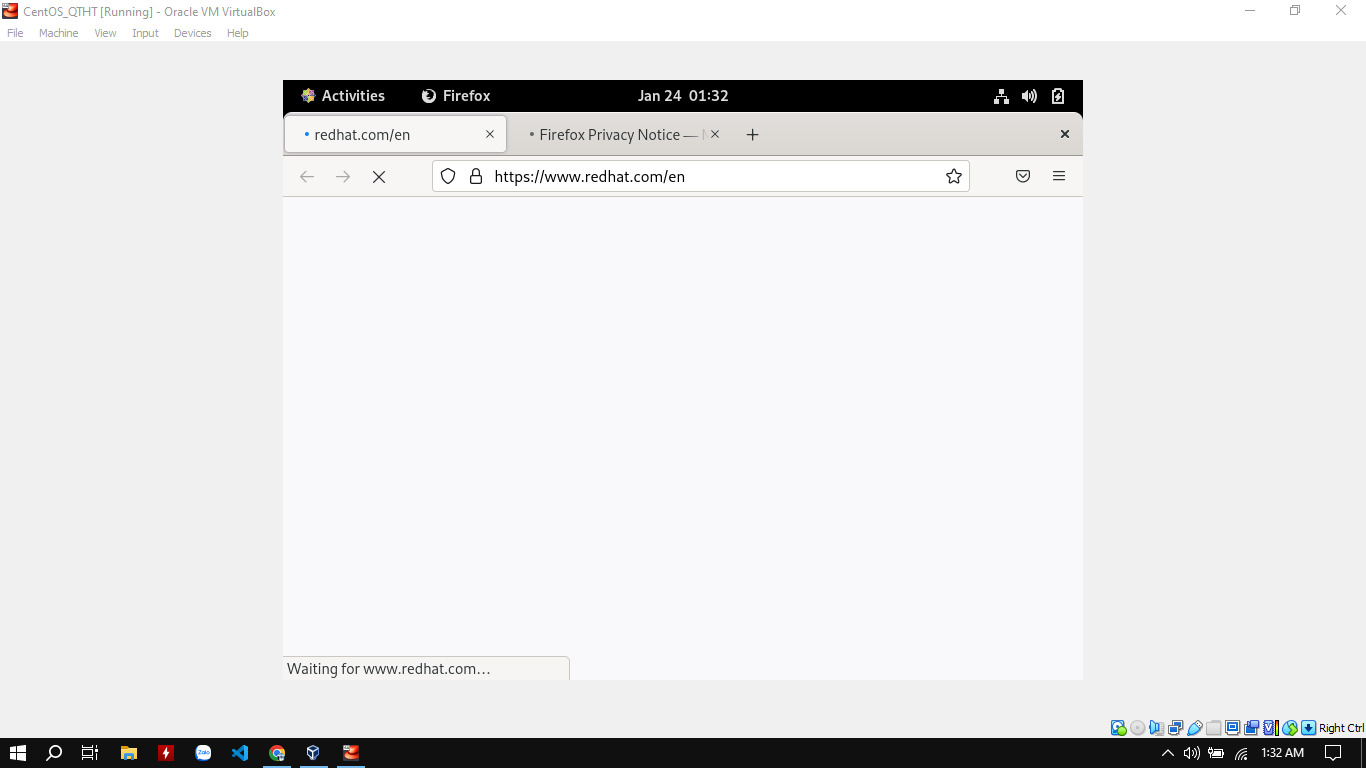 CentOS_QTHT [Running] - Oracle VM VirtualBox
File Machine View Input Devices Help
Activities Firefox Jan 24 01:32
redhat.com/en Firefox Privacy Notice —
https://www.redhat.com/en
Waiting for www.redhat.com…
Right Ctrl
Zalo 1:32 AM